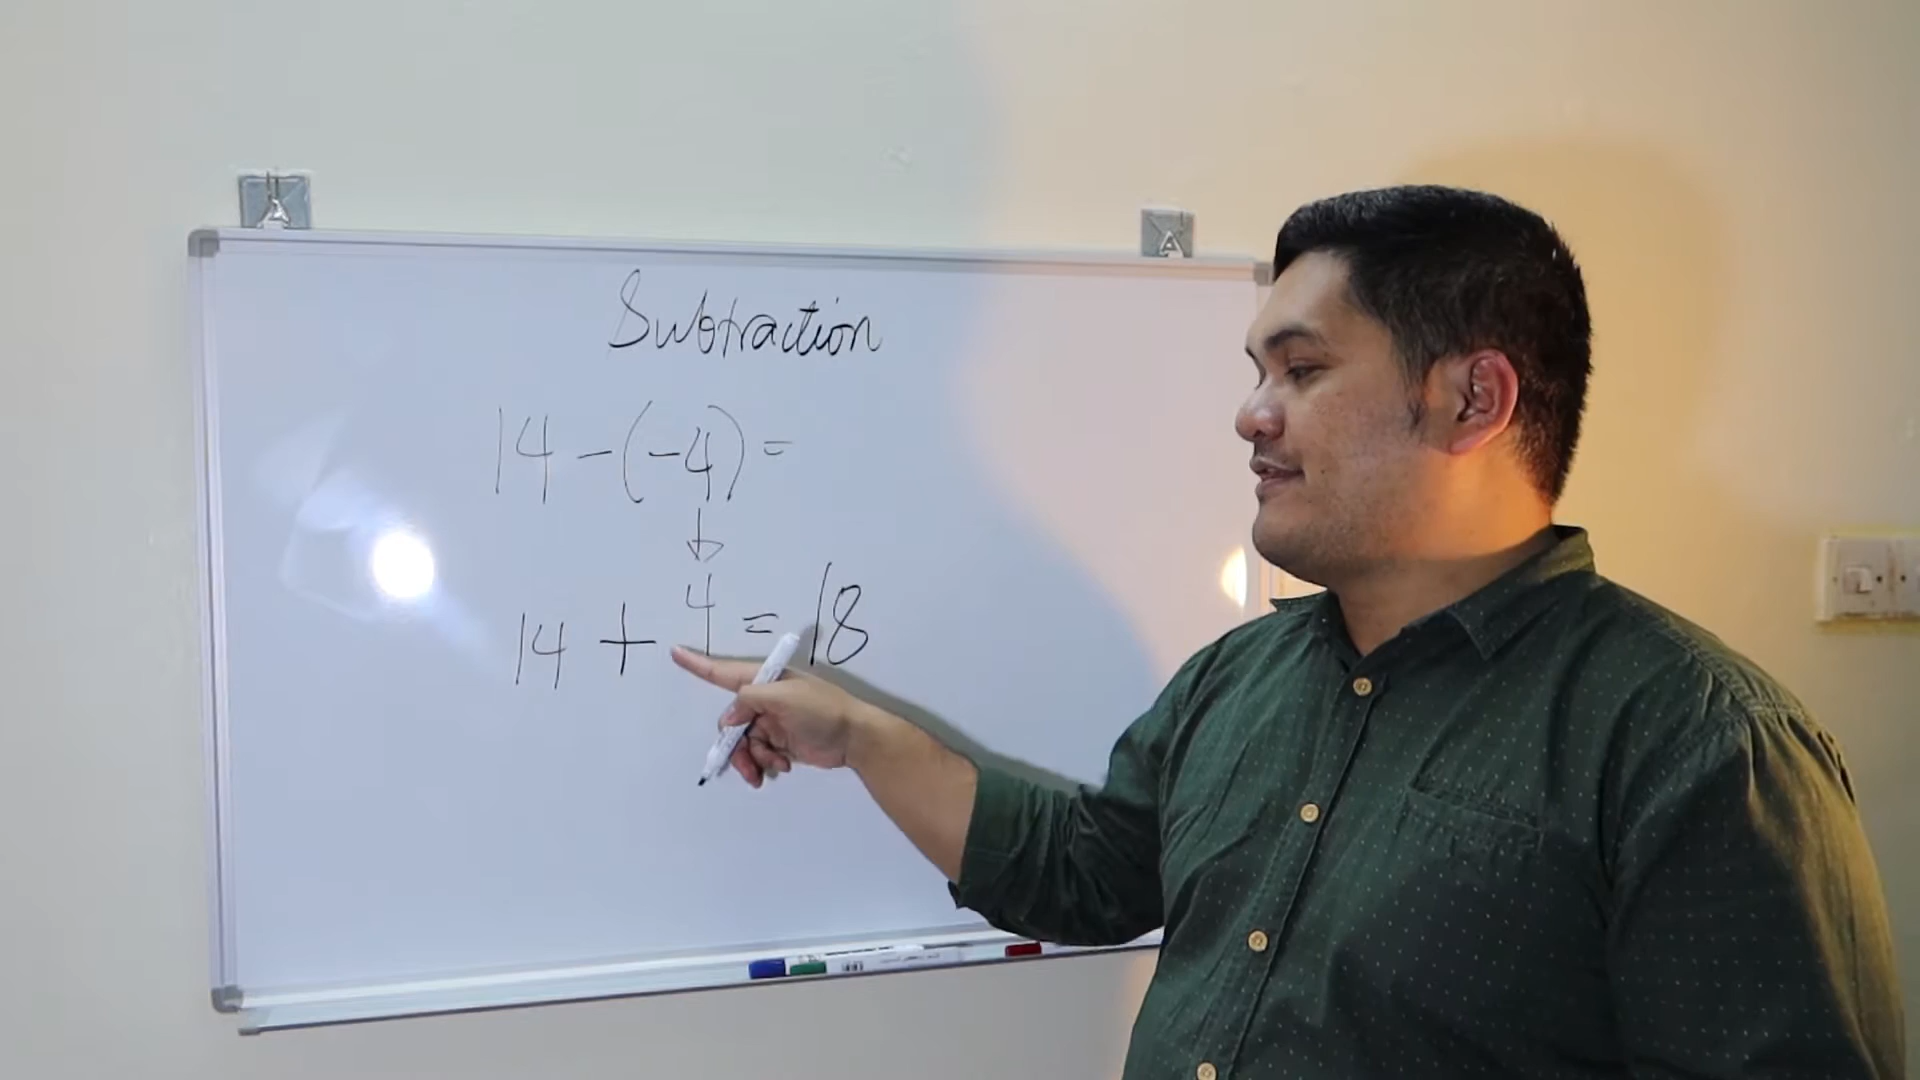 Subtraction
14 - (-4) =
↓
14 + 4 = 18